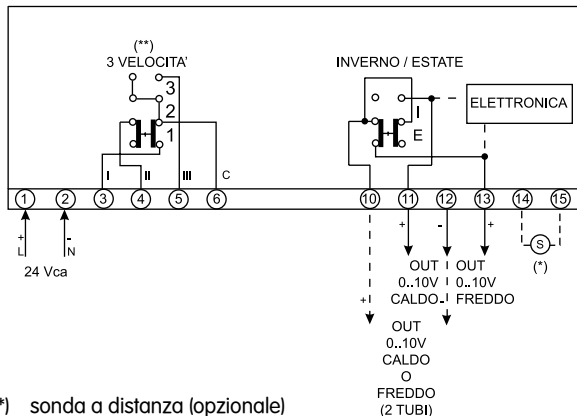 (**)
3 VELOCITA'
INVERNO / ESTATE
3
2
1
I
E
ELETTRONICA
I II III C
1 2 3 4 5 6 10 11 12 13 14 15
+ - + - + S
L N (*)
24 Vca
OUT OUT
0..10V 0..10V
CALDO - FREDDO
+
OUT
0..10V
CALDO
O
FREDDO
(2 TUBI)
*) sonda a distanza (opzionale)